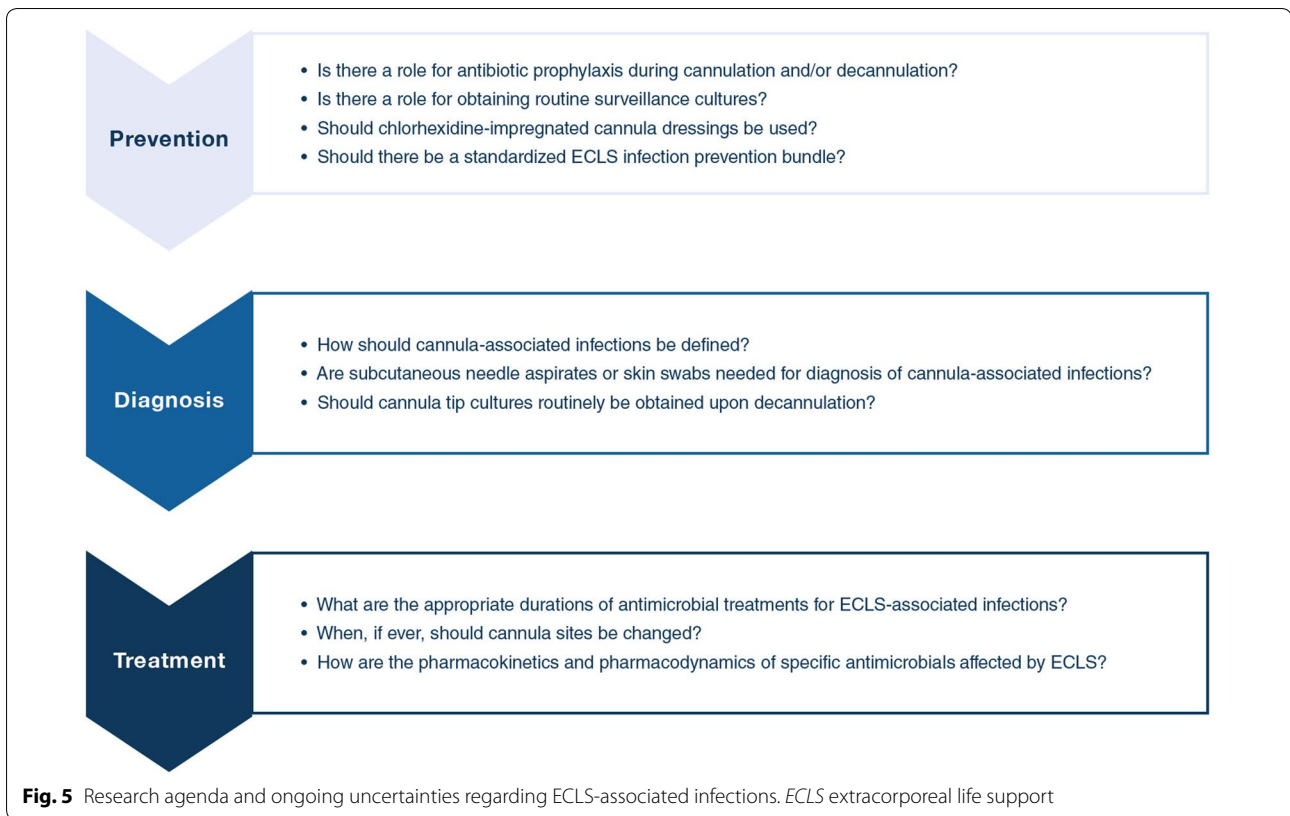 Prevention
• Is there a role for antibiotic prophylaxis during cannulation and/or decannulation?
• Is there a role for obtaining routine surveillance cultures?
• Should chlorhexidine-impregnated cannula dressings be used?
• Should there be a standardized ECLS infection prevention bundle?
Diagnosis
• How should cannula-associated infections be defined?
• Are subcutaneous needle aspirates or skin swabs needed for diagnosis of cannula-associated infections?
• Should cannula tip cultures routinely be obtained upon decannulation?
Treatment
• What are the appropriate durations of antimicrobial treatments for ECLS-associated infections?
• When, if ever, should cannula sites be changed?
• How are the pharmacokinetics and pharmacodynamics of specific antimicrobials affected by ECLS?
Fig. 5 Research agenda and ongoing uncertainties regarding ECLS-associated infections. ECLS extracorporeal life support